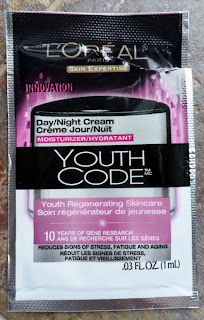 L'ORÉAL
PARIS
SKIN EXPERTISE
INNOVATION
Day/Night Cream
Crème Jour/Nuit
MOISTURIZER/HYDRATANT
YOUTH
CODE MC
Youth Regenerating Skincare
Soin régénérateur de jeunesse
10 YEARS OF GENE RESEARCH
ANS DE RECHERCHE SUR LES GÈNES
REDUCES SIGNS OF STRESS, FATIGUE AND AGING
RÉDUIT LES SIGNES DE STRESS,
FATIGUE ET VIEILLISSEMENT
.03 FL.OZ. (1mL)